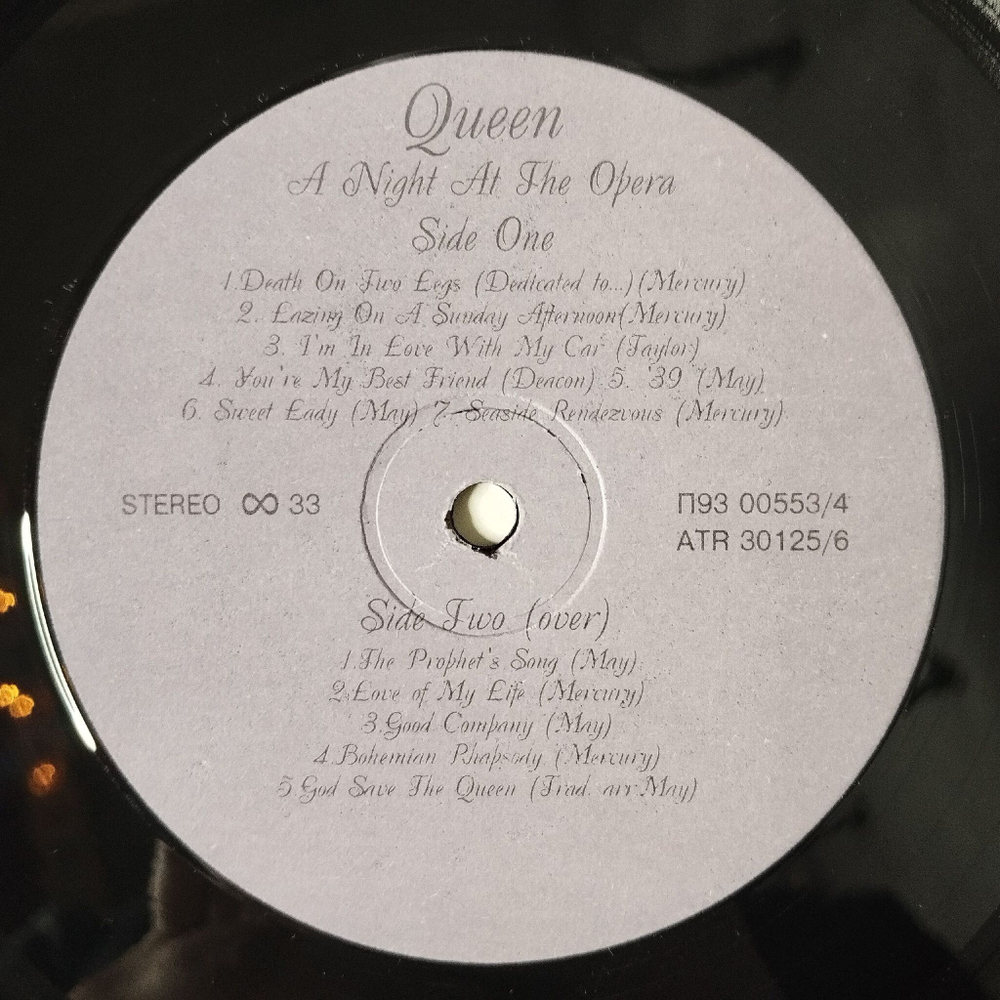 Queen
A Night At The Opera
Side One
1.Death On Two Legs (Dedicated to...)(Mercury)
2. Lazing On A Sunday Afternoon(Mercury)
3. I'm In Love With My Car (Taylor)
4. You're My Best Friend (Deacon) 5. '39 (May)
6. Sweet Lady (May) 7. Seaside Rendezvous (Mercury)
STEREO ∞ 33
П93 00553/4
ATR 30125/6
Side Two (over)
1.The Prophet's Song (May)
2.Love of My Life (Mercury)
3.Good Company (May)
4.Bohemian Rhapsody (Mercury)
5 God Save The Queen (Trad. arr May)